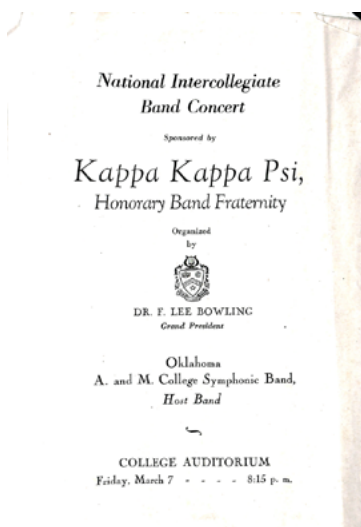 National Intercollegiate
Band Concert
Sponsored by
Kappa Kappa Psi,
Honorary Band Fraternity
Organized
by
DR. F. LEE BOWLING
Grand President
Oklahoma
A. and M. College Symphonic Band,
Host Band
COLLEGE AUDITORIUM
Friday, March 7 - - - - 8:15 p. m.